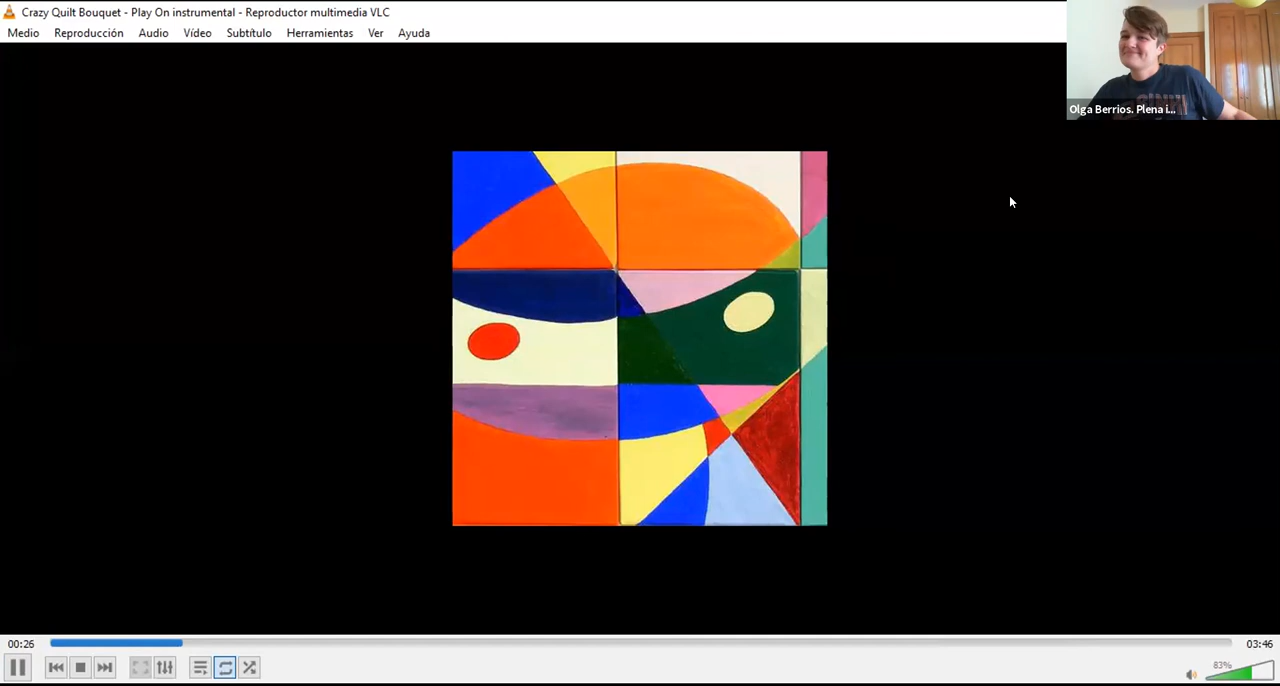 Crazy Quilt Bouquet - Play On instrumental - Reproductor multimedia VLC
Medio Reproducción Audio Vídeo Subtítulo Herramientas Ver Ayuda
Olga Berrios. Plena i...
00:26
03:46
83%